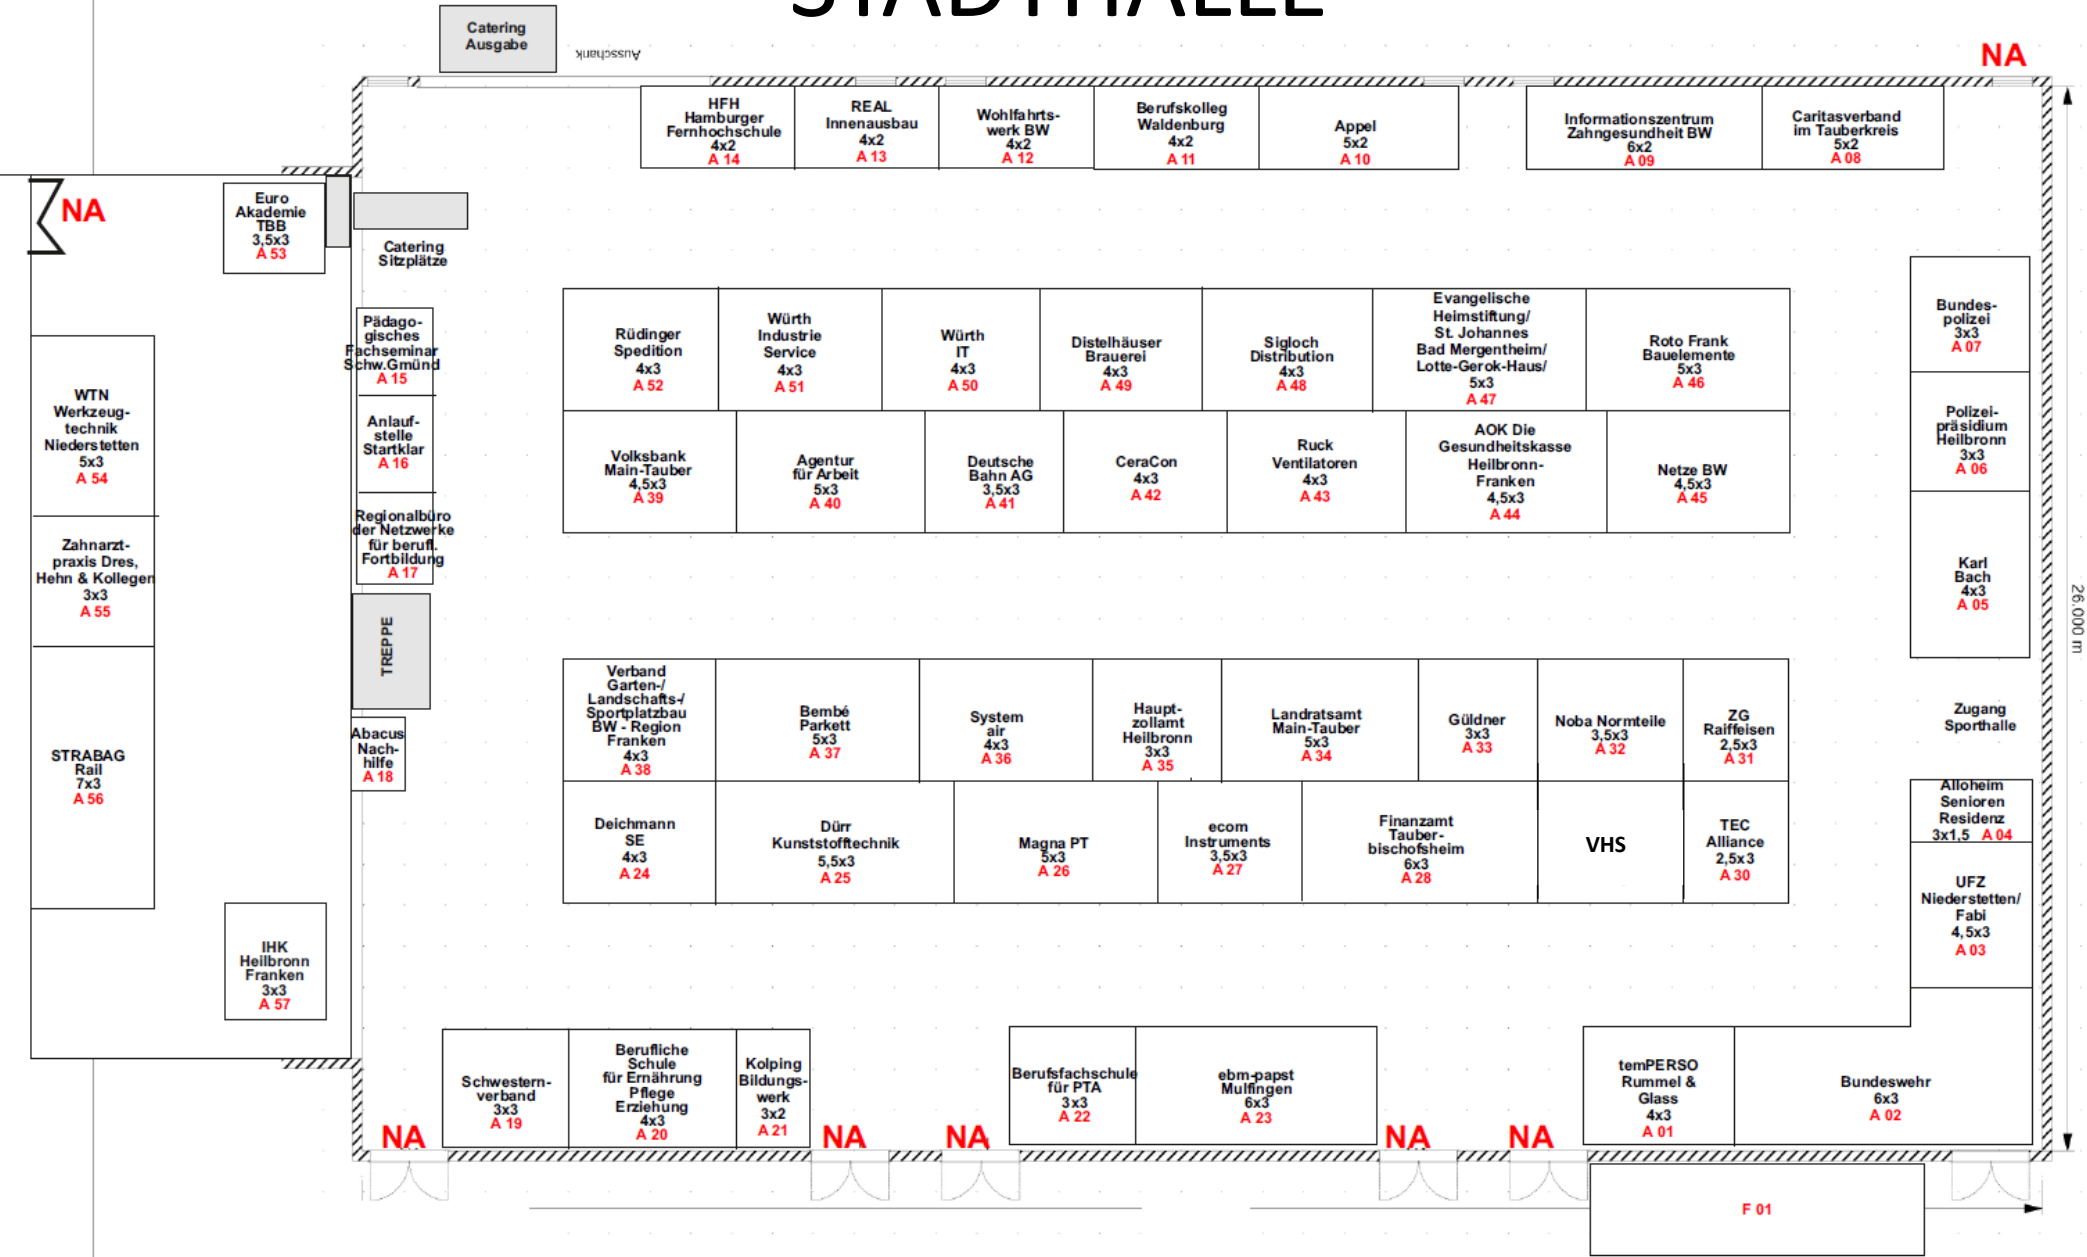 STADTHALLE
Catering
Ausgabe
Ausschank
NA
HFH
Hamburger
Fernhochschule
4x2
A 14
REAL
Innenausbau
4x2
A 13
Wohlfahrts-
werk BW
4x2
A 12
Berufskolleg
Waldenburg
4x2
A 11
Appel
5x2
A 10
Informationszentrum
Zahngesundheit BW
6x2
A 09
Caritasverband
im Tauberkreis
5x2
A 08
NA
Euro
Akademie
TBB
3,5x3
A 53
Catering
Sitzplätze
Pädago-
gisches
Fachseminar
Schw.Gmünd
A 15
Anlauf-
stelle
Startklar
A 16
Regionalbüro
der Netzwerke
für berufl.
Fortbildung
A 17
TREPPE
Abacus
Nach-
hilfe
A 18
WTN
Werkzeug-
technik
Niederstetten
5x3
A 54
Zahnarzt-
praxis Dres,
Hehn & Kollegen
3x3
A 55
STRABAG
Rail
7x3
A 56
IHK
Heilbronn
Franken
3x3
A 57
Rüdinger
Spedition
4x3
A 52
Würth
Industrie
Service
4x3
A 51
Würth
IT
4x3
A 50
Distelhäuser
Brauerei
4x3
A 49
Sigloch
Distribution
4x3
A 48
Evangelische
Heimstiftung/
St. Johannes
Bad Mergentheim/
Lotte-Gerok-Haus/
5x3
A 47
Roto Frank
Bauelemente
5x3
A 46
Volksbank
Main-Tauber
4,5x3
A 39
Agentur
für Arbeit
5x3
A 40
Deutsche
Bahn AG
3,5x3
A 41
CeraCon
4x3
A 42
Ruck
Ventilatoren
4x3
A 43
AOK Die
Gesundheitskasse
Heilbronn-
Franken
4,5x3
A 44
Netze BW
4,5x3
A 45
Bundes-
polizei
3x3
A 07
Polizei-
präsidium
Heilbronn
3x3
A 06
Karl
Bach
4x3
A 05
26.000 m
Verband
Garten-/
Landschafts-/
Sportplatzbau
BW - Region
Franken
4x3
A 38
Bembé
Parkett
5x3
A 37
System
air
4x3
A 36
Haupt-
zollamt
Heilbronn
3x3
A 35
Landratsamt
Main-Tauber
5x3
A 34
Güldner
3x3
A 33
Noba Normteile
3,5x3
A 32
ZG
Raiffeisen
2,5x3
A 31
Zugang
Sporthalle
Deichmann
SE
4x3
A 24
Dürr
Kunststofftechnik
5,5x3
A 25
Magna PT
5x3
A 26
ecom
Instruments
3,5x3
A 27
Finanzamt
Tauber-
bischofsheim
6x3
A 28
VHS
TEC
Alliance
2,5x3
A 30
Alloheim
Senioren
Residenz
3x1,5 A 04
UFZ
Niederstetten/
Fabi
4,5x3
A 03
Schwestern-
verband
3x3
A 19
Berufliche
Schule
für Ernährung
Pflege
Erziehung
4x3
A 20
Kolping
Bildungs-
werk
3x2
A 21
Berufsfachschule
für PTA
3x3
A 22
ebm-papst
Mulfingen
6x3
A 23
temPERSO
Rummel &
Glass
4x3
A 01
Bundeswehr
6x3
A 02
NA
NA
NA
NA
NA
F 01